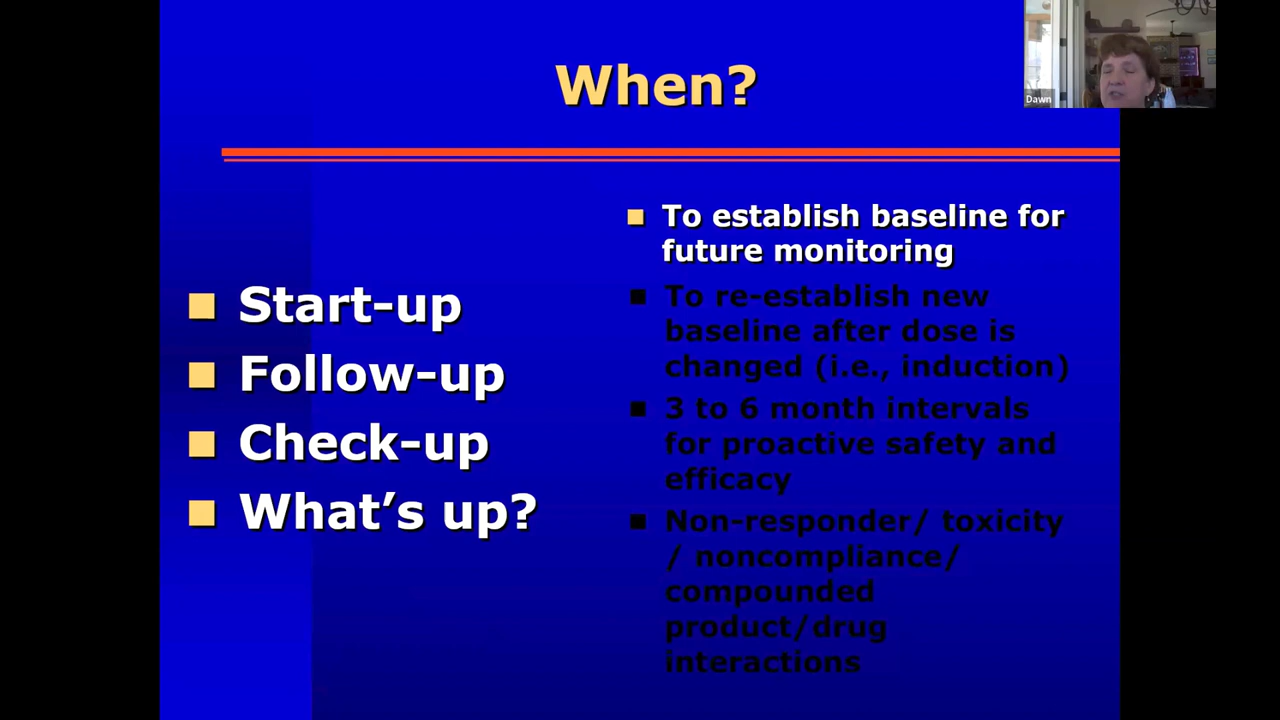 When?
Dawn
Start-up
Follow-up
Check-up
What's up?
To establish baseline for
future monitoring
To re-establish new
baseline after dose is
changed (i.e., induction)
3 to 6 month intervals
for proactive safety and
efficacy
Non-responder/ toxicity
/ noncompliance/
compounded
product/drug
interactions